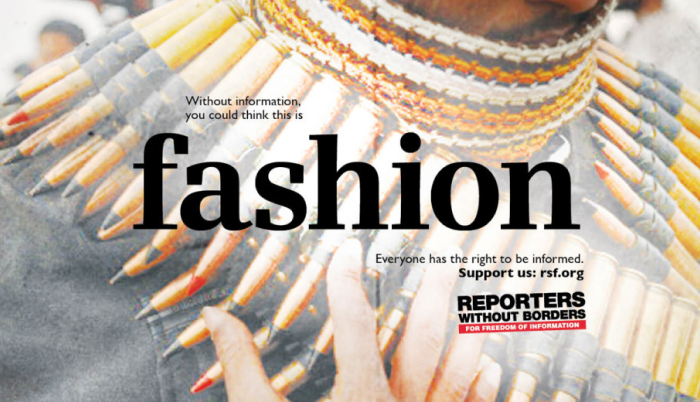 Without information,
you could think this is
fashion
Everyone has the right to be informed.
Support us: rsf.org
REPORTERS
WITHOUT BORDERS
FOR FREEDOM OF INFORMATION